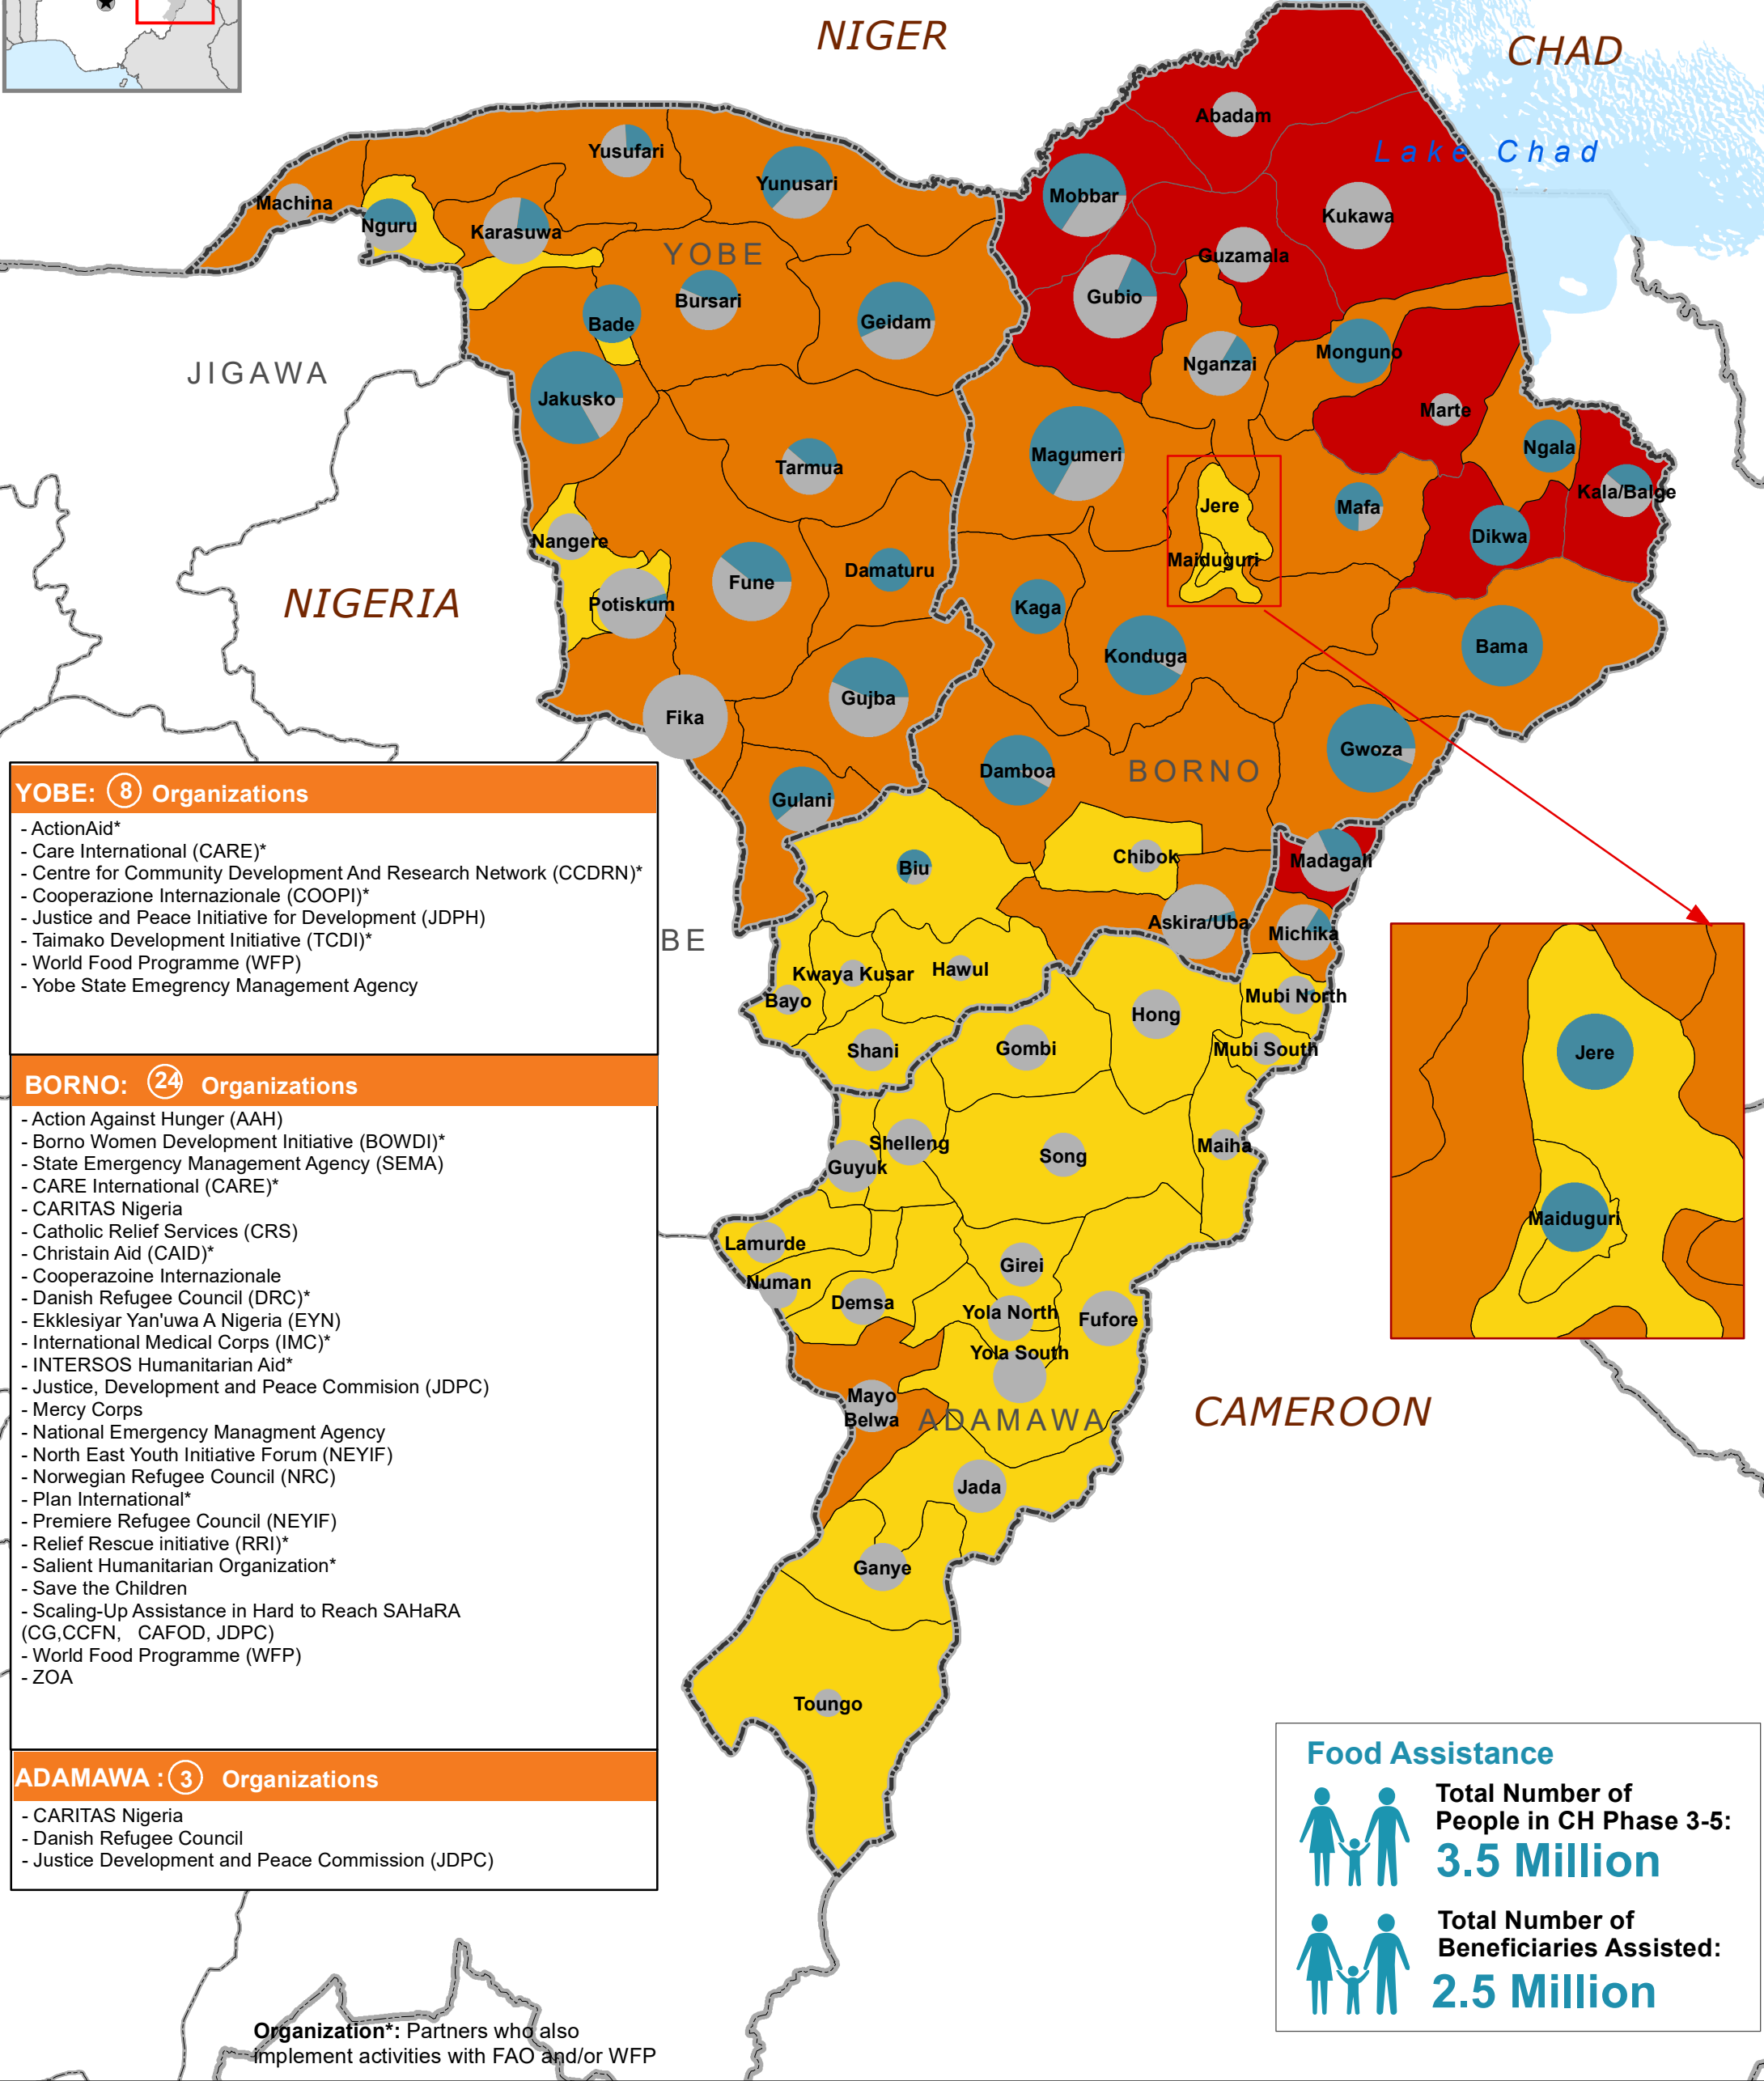 NIGER
CHAD
Abadam
Lake Chad
Yusufari
Yunusari
Mobbar
Machina
Nguru
Karasuwa
Kukawa
YOBE
Guzamala
Bursari
Gubio
Bade
Geidam
JIGAWA
Nganzai
Monguno
Jakusko
Marte
Magumeri
Ngala
Tarmua
Kala/Balge
Jere
Mafa
Nangere
Dikwa
Maiduguri
Damaturu
Fune
NIGERIA
Potiskum
Kaga
Bama
Konduga
Gujba
Fika
Gwoza
Damboa
BORNO
Gulani
Chibok
Madagali
Biu
Askira/Uba
Michika
BE
Kwaya Kusar
Hawul
Bayo
Mubi North
Hong
Shani
Gombi
Mubi South
Jere
Shelleng
Maiha
Song
Guyuk
Maiduguri
Lamurde
Girei
Numan
Demsa
Yola North
Fufore
Yola South
Mayo
Belwa
ADAMAWA
CAMEROON
Jada
Ganye
Toungo
YOBE: 8 Organizations
- ActionAid*
- Care International (CARE)*
- Centre for Community Development And Research Network (CCDRN)*
- Cooperazione Internazionale (COOPI)*
- Justice and Peace Initiative for Development (JDPH)
- Taimako Development Initiative (TCDI)*
- World Food Programme (WFP)
- Yobe State Emegrency Management Agency
BORNO: 24 Organizations
- Action Against Hunger (AAH)
- Borno Women Development Initiative (BOWDI)*
- State Emergency Management Agency (SEMA)
- CARE International (CARE)*
- CARITAS Nigeria
- Catholic Relief Services (CRS)
- Christain Aid (CAID)*
- Cooperazoine Internazionale
- Danish Refugee Council (DRC)*
- Ekklesiyar Yan'uwa A Nigeria (EYN)
- International Medical Corps (IMC)*
- INTERSOS Humanitarian Aid*
- Justice, Development and Peace Commision (JDPC)
- Mercy Corps
- National Emergency Managment Agency
- North East Youth Initiative Forum (NEYIF)
- Norwegian Refugee Council (NRC)
- Plan International*
- Premiere Refugee Council (NEYIF)
- Relief Rescue initiative (RRI)*
- Salient Humanitarian Organization*
- Save the Children
- Scaling-Up Assistance in Hard to Reach SAHaRA
(CG,CCFN, CAFOD, JDPC)
- World Food Programme (WFP)
- ZOA
ADAMAWA : 3 Organizations
- CARITAS Nigeria
- Danish Refugee Council
- Justice Development and Peace Commission (JDPC)
Food Assistance
Total Number of
People in CH Phase 3-5:
3.5 Million
Total Number of
Beneficiaries Assisted:
2.5 Million
Organization*: Partners who also
implement activities with FAO and/or WFP